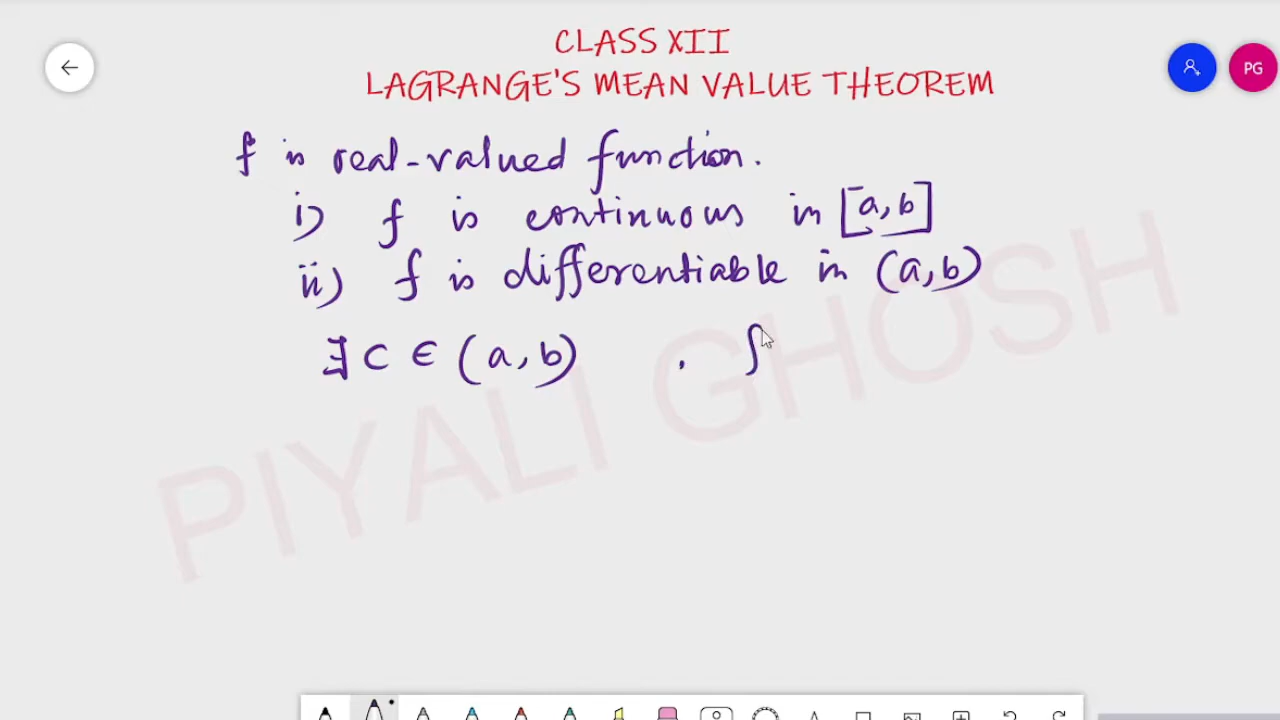 CLASS XII
LAGRANGE'S MEAN VALUE THEOREM
PG
f is real-valued function.
i) f is continuous in [a,b]
ii) f is differentiable in (a,b)
∃ c ∈ (a,b) . f
PIYALI GHOSH